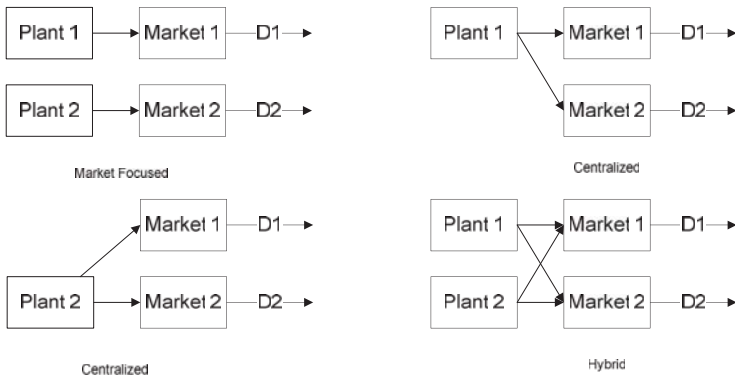 Plant 1 Market 1 D1
Plant 2 Market 2 D2
Market Focused
Plant 1 Market 1 D1
Market 2 D2
Centralized
Market 1 D1
Plant 2 Market 2 D2
Centralized
Plant 1 Market 1 D1
Plant 2 Market 2 D2
Hybrid